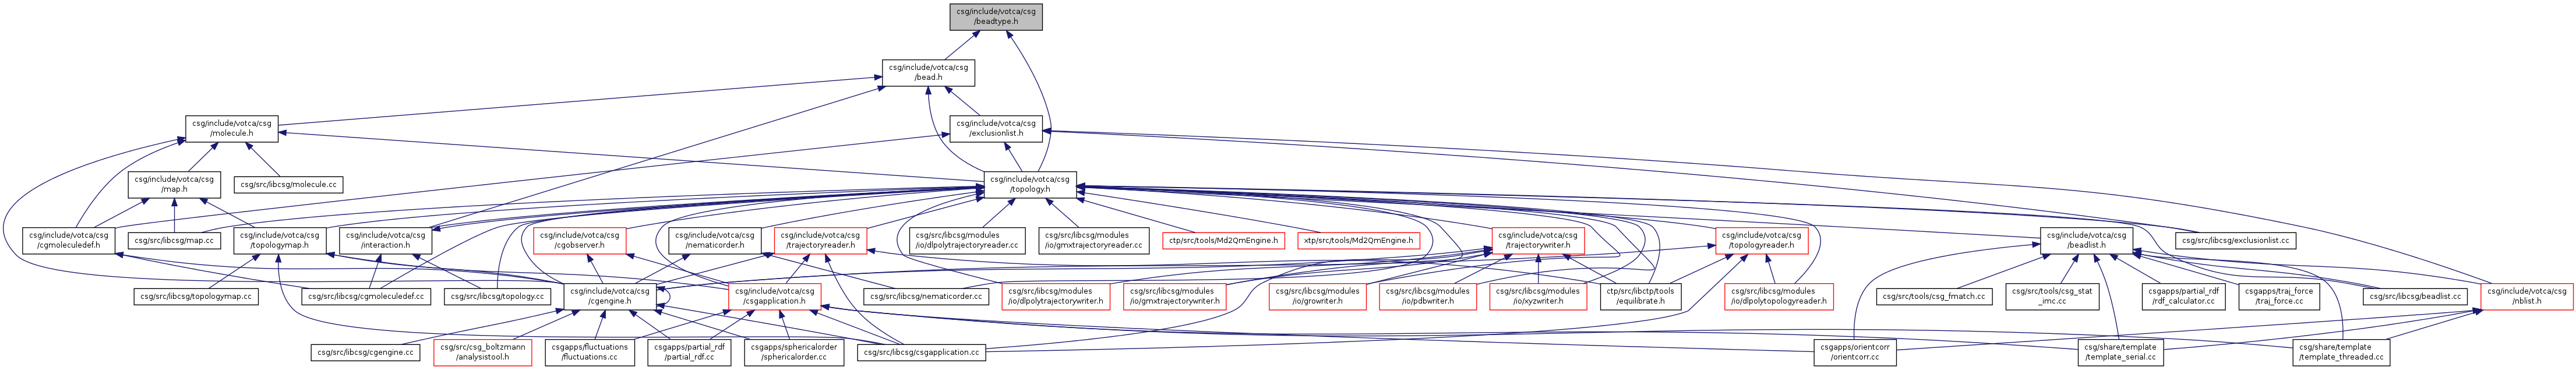 csg/include/votca/csg
/beadtype.h
csg/include/votca/csg
/bead.h
csg/include/votca/csg
/molecule.h
csg/include/votca/csg
/exclusionlist.h
csg/include/votca/csg
/map.h
csg/src/libcsg/molecule.cc
csg/include/votca/csg
/topology.h
csg/include/votca/csg
/cgmoleculedef.h
csg/src/libcsg/map.cc
csg/include/votca/csg
/topologymap.h
csg/include/votca/csg
/interaction.h
csg/include/votca/csg
/cgobserver.h
csg/include/votca/csg
/nematicorder.h
csg/include/votca/csg
/trajectoryreader.h
csg/src/libcsg/modules
/io/dlpolytrajectoryreader.cc
csg/src/libcsg/modules
/io/gmxtrajectoryreader.cc
ctp/src/tools/Md2QmEngine.h
xtp/src/tools/Md2QmEngine.h
csg/include/votca/csg
/trajectorywriter.h
csg/include/votca/csg
/topologyreader.h
csg/include/votca/csg
/beadlist.h
csg/src/libcsg/exclusionlist.cc
csg/src/libcsg/topologymap.cc
csg/src/libcsg/cgmoleculedef.cc
csg/src/libcsg/topology.cc
csg/include/votca/csg
/cgengine.h
csg/include/votca/csg
/csgapplication.h
csg/src/libcsg/nematicorder.cc
csg/src/libcsg/modules
/io/dlpolytrajectorywriter.h
csg/src/libcsg/modules
/io/gmxtrajectorywriter.h
csg/src/libcsg/modules
/io/growriter.h
csg/src/libcsg/modules
/io/pdbwriter.h
csg/src/libcsg/modules
/io/xyzwriter.h
ctp/src/libctp/tools
/equilibrate.h
csg/src/libcsg/modules
/io/dlpolytopologyreader.h
csg/src/tools/csg_fmatch.cc
csg/src/tools/csg_stat
_imc.cc
csgapps/partial_rdf
/rdf_calculator.cc
csgapps/traj_force
/traj_force.cc
csg/src/libcsg/beadlist.cc
csg/include/votca/csg
/nblist.h
csg/src/libcsg/cgengine.cc
csg/src/csg_boltzmann
/analysistool.h
csgapps/fluctuations
/fluctuations.cc
csgapps/partial_rdf
/partial_rdf.cc
csgapps/sphericalorder
/sphericalorder.cc
csg/src/libcsg/csgapplication.cc
csgapps/orientcorr
/orientcorr.cc
csg/share/template
/template_serial.cc
csg/share/template
/template_threaded.cc